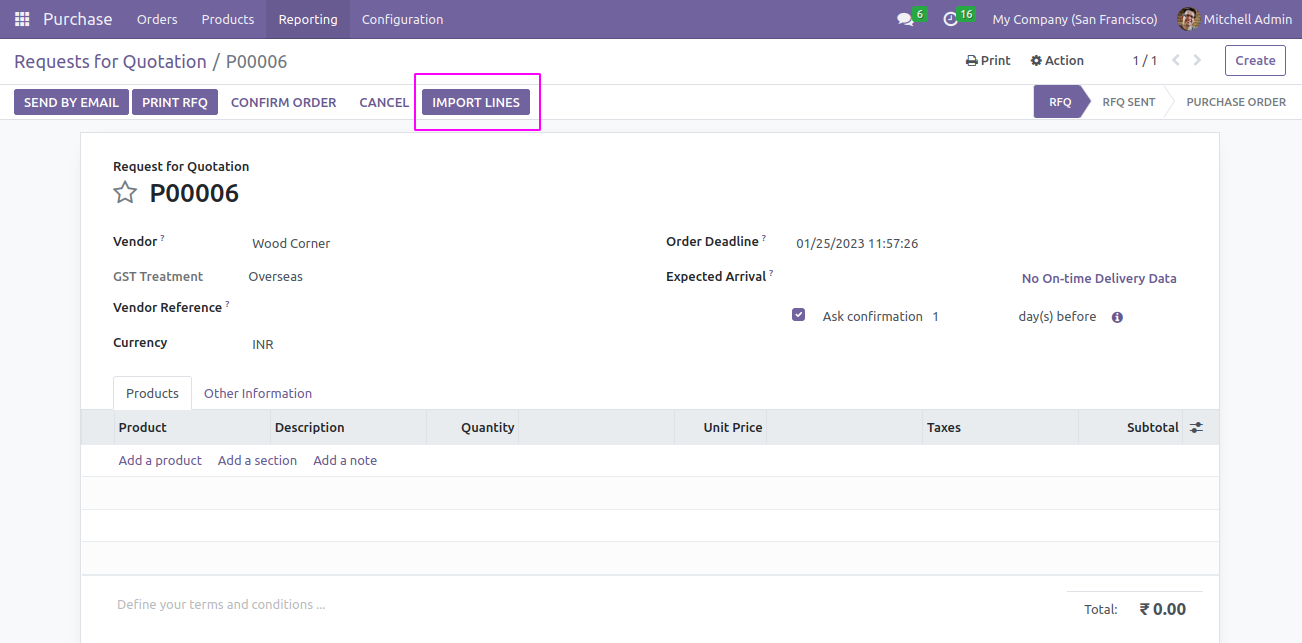 Purchase Orders Products Reporting Configuration 6 16 My Company (San Francisco) Mitchell Admin
Requests for Quotation / P00006 Print Action 1 / 1 Create
SEND BY EMAIL PRINT RFQ CONFIRM ORDER CANCEL IMPORT LINES RFQ RFQ SENT PURCHASE ORDER
Request for Quotation
P00006
Vendor ? Wood Corner Order Deadline ? 01/25/2023 11:57:26
GST Treatment Overseas Expected Arrival ? No On-time Delivery Data
Vendor Reference ? Ask confirmation 1 day(s) before
Currency INR
Products Other Information
Product Description Quantity Unit Price Taxes Subtotal
Add a product Add a section Add a note
Define your terms and conditions ...
Total: ₹ 0.00